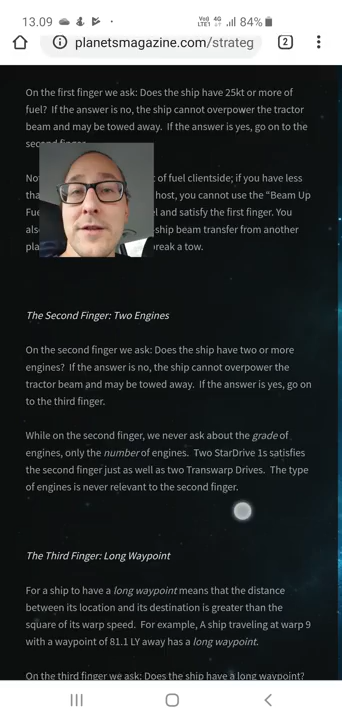 13.09 Vo) 4G LTE1 84%
planetsmagazine.com/strateg 2
On the first finger we ask: Does the ship have 25kt or more of
fuel? If the answer is no, the ship cannot overpower the tractor
beam and may be towed away. If the answer is yes, go on to the
second finger.
Not t of fuel clientside; if you have less
tha host, you cannot use the "Beam Up
Fue l and satisfy the first finger. You
als -ship beam transfer from another
pla break a tow.
The Second Finger: Two Engines
On the second finger we ask: Does the ship have two or more
engines? If the answer is no, the ship cannot overpower the
tractor beam and may be towed away. If the answer is yes, go on
to the third finger.
While on the second finger, we never ask about the grade of
engines, only the number of engines. Two StarDrive 1s satisfies
the second finger just as well as two Transwarp Drives. The type
of engines is never relevant to the second finger.
The Third Finger: Long Waypoint
For a ship to have a long waypoint means that the distance
between its location and its destination is greater than the
square of its warp speed. For example, A ship traveling at warp 9
with a waypoint of 81.1 LY away has a long waypoint.
On the third finger we ask: Does the ship have a long waypoint?